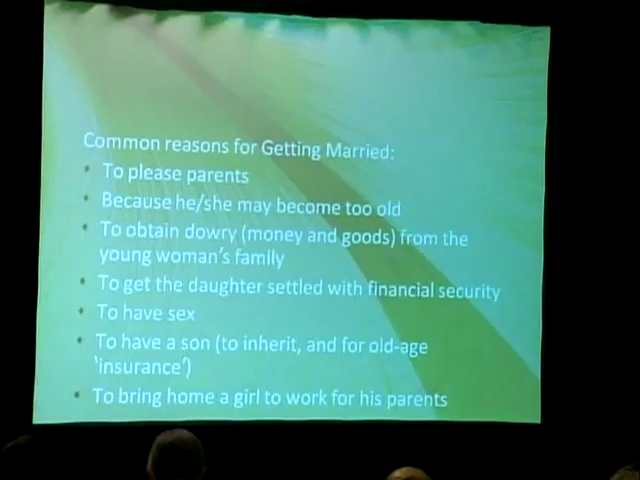 Common reasons for Getting Married:
• To please parents
• Because he/she may become too old
• To obtain dowry (money and goods) from the
young woman's family
• To get the daughter settled with financial security
• To have sex
• To have a son (to inherit, and for old-age
'insurance')
• To bring home a girl to work for his parents